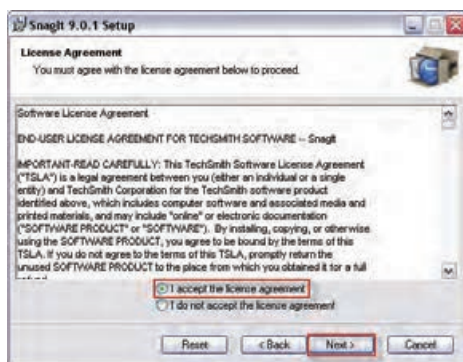 SnagIt 9.0.1 Setup
License Agreement
You must agree with the license agreement below to proceed.
Software License Agreement
END-USER LICENSE AGREEMENT FOR TECHSMITH SOFTWARE -- SnagIt
IMPORTANT-READ CAREFULLY: This TechSmith Software License Agreement
("TSLA") is a legal agreement between you (either an individual or a single
entity) and TechSmith Corporation for the TechSmith software product
identified above, which includes computer software and associated media and
printed materials, and may include "online" or electronic documentation
("SOFTWARE PRODUCT" or "SOFTWARE"). By installing, copying, or otherwise
using the SOFTWARE PRODUCT, you agree to be bound by the terms of this
TSLA. If you do not agree to the terms of this TSLA, promptly return the
unused SOFTWARE PRODUCT to the place from which you obtained it for a full
I accept the license agreement
I do not accept the license agreement
Reset
< Back
Next >
Cancel